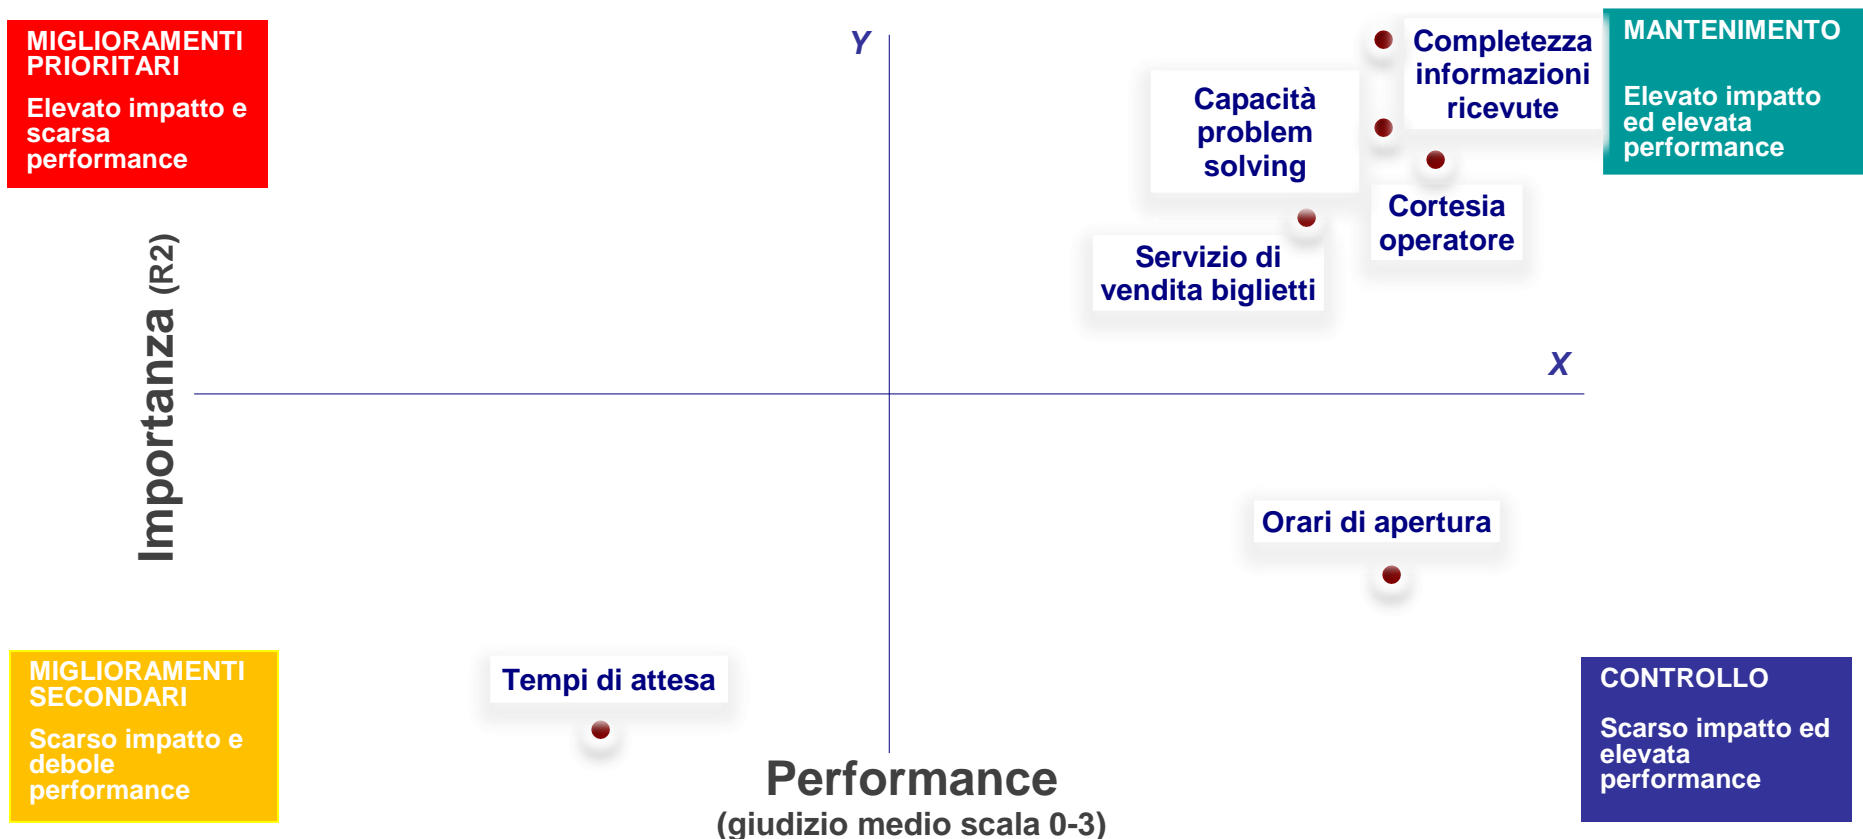 MIGLIORAMENTI
PRIORITARI
Elevato impatto e
scarsa
performance
Y
Completezza
informazioni
ricevute
MANTENIMENTO
Elevato impatto
ed elevata
performance
Capacità
problem
solving
Cortesia
operatore
Servizio di
vendita biglietti
X
Importanza (R2)
Orari di apertura
Tempi di attesa
MIGLIORAMENTI
SECONDARI
Scarso impatto e
debole
performance
CONTROLLO
Scarso impatto ed
elevata
performance
Performance
(giudizio medio scala 0-3)